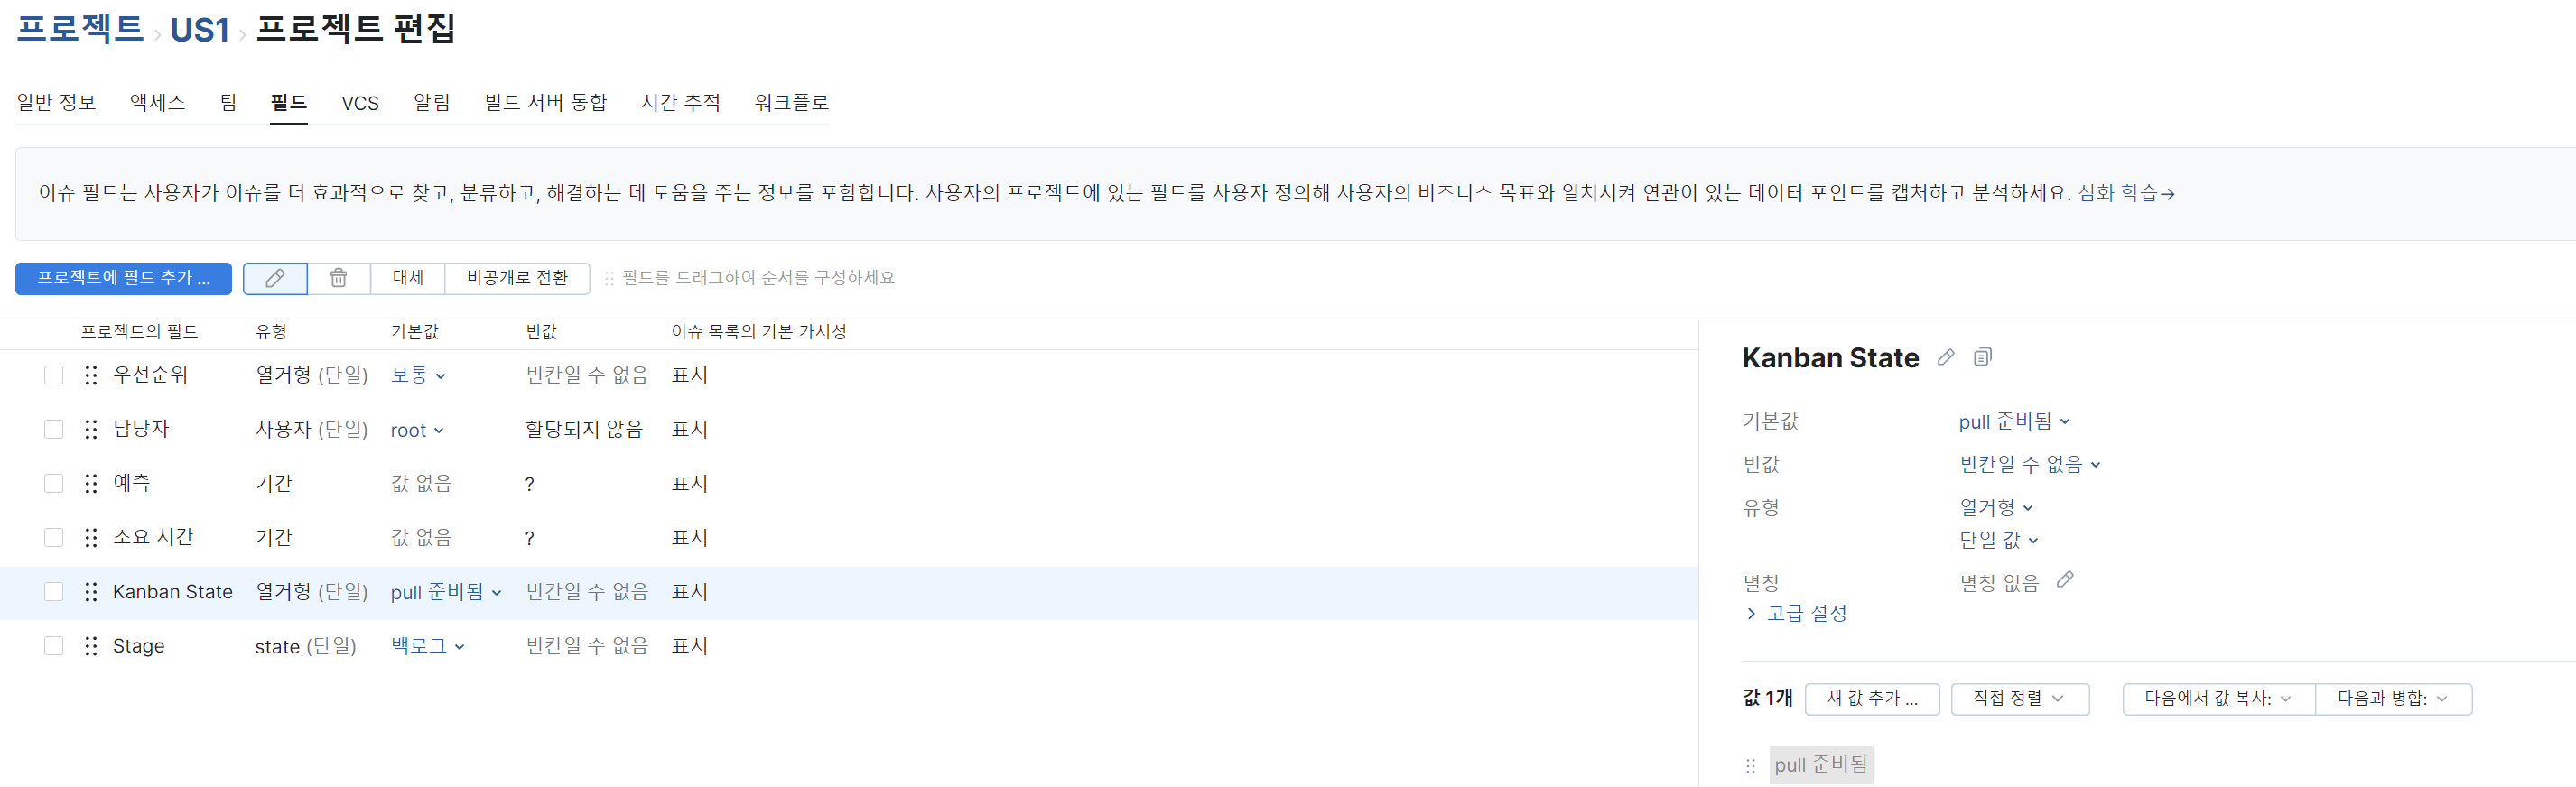 프로젝트 › US1 › 프로젝트 편집
일반 정보 액세스 팀 필드 VCS 알림 빌드 서버 통합 시간 추적 워크플로
이슈 필드는 사용자가 이슈를 더 효과적으로 찾고, 분류하고, 해결하는 데 도움을 주는 정보를 포함합니다. 사용자의 프로젝트에 있는 필드를 사용자 정의해 사용자의 비즈니스 목표와 일치시켜 연관이 있는 데이터 포인트를 캡처하고 분석하세요. 심화 학습→
프로젝트에 필드 추가 ... 대체 비공개로 전환 필드를 드래그하여 순서를 구성하세요
프로젝트의 필드 유형 기본값 빈값 이슈 목록의 기본 가시성
우선순위 열거형 (단일) 보통 빈칸일 수 없음 표시
담당자 사용자 (단일) root 할당되지 않음 표시
예측 기간 값 없음 ? 표시
소요 시간 기간 값 없음 ? 표시
Kanban State 열거형 (단일) pull 준비됨 빈칸일 수 없음 표시
Stage state (단일) 백로그 빈칸일 수 없음 표시
Kanban State
기본값 pull 준비됨
빈값 빈칸일 수 없음
유형 열거형
단일 값
별칭 별칭 없음
고급 설정
값 1개 새 값 추가 ... 직접 정렬 다음에서 값 복사: 다음과 병합:
pull 준비됨